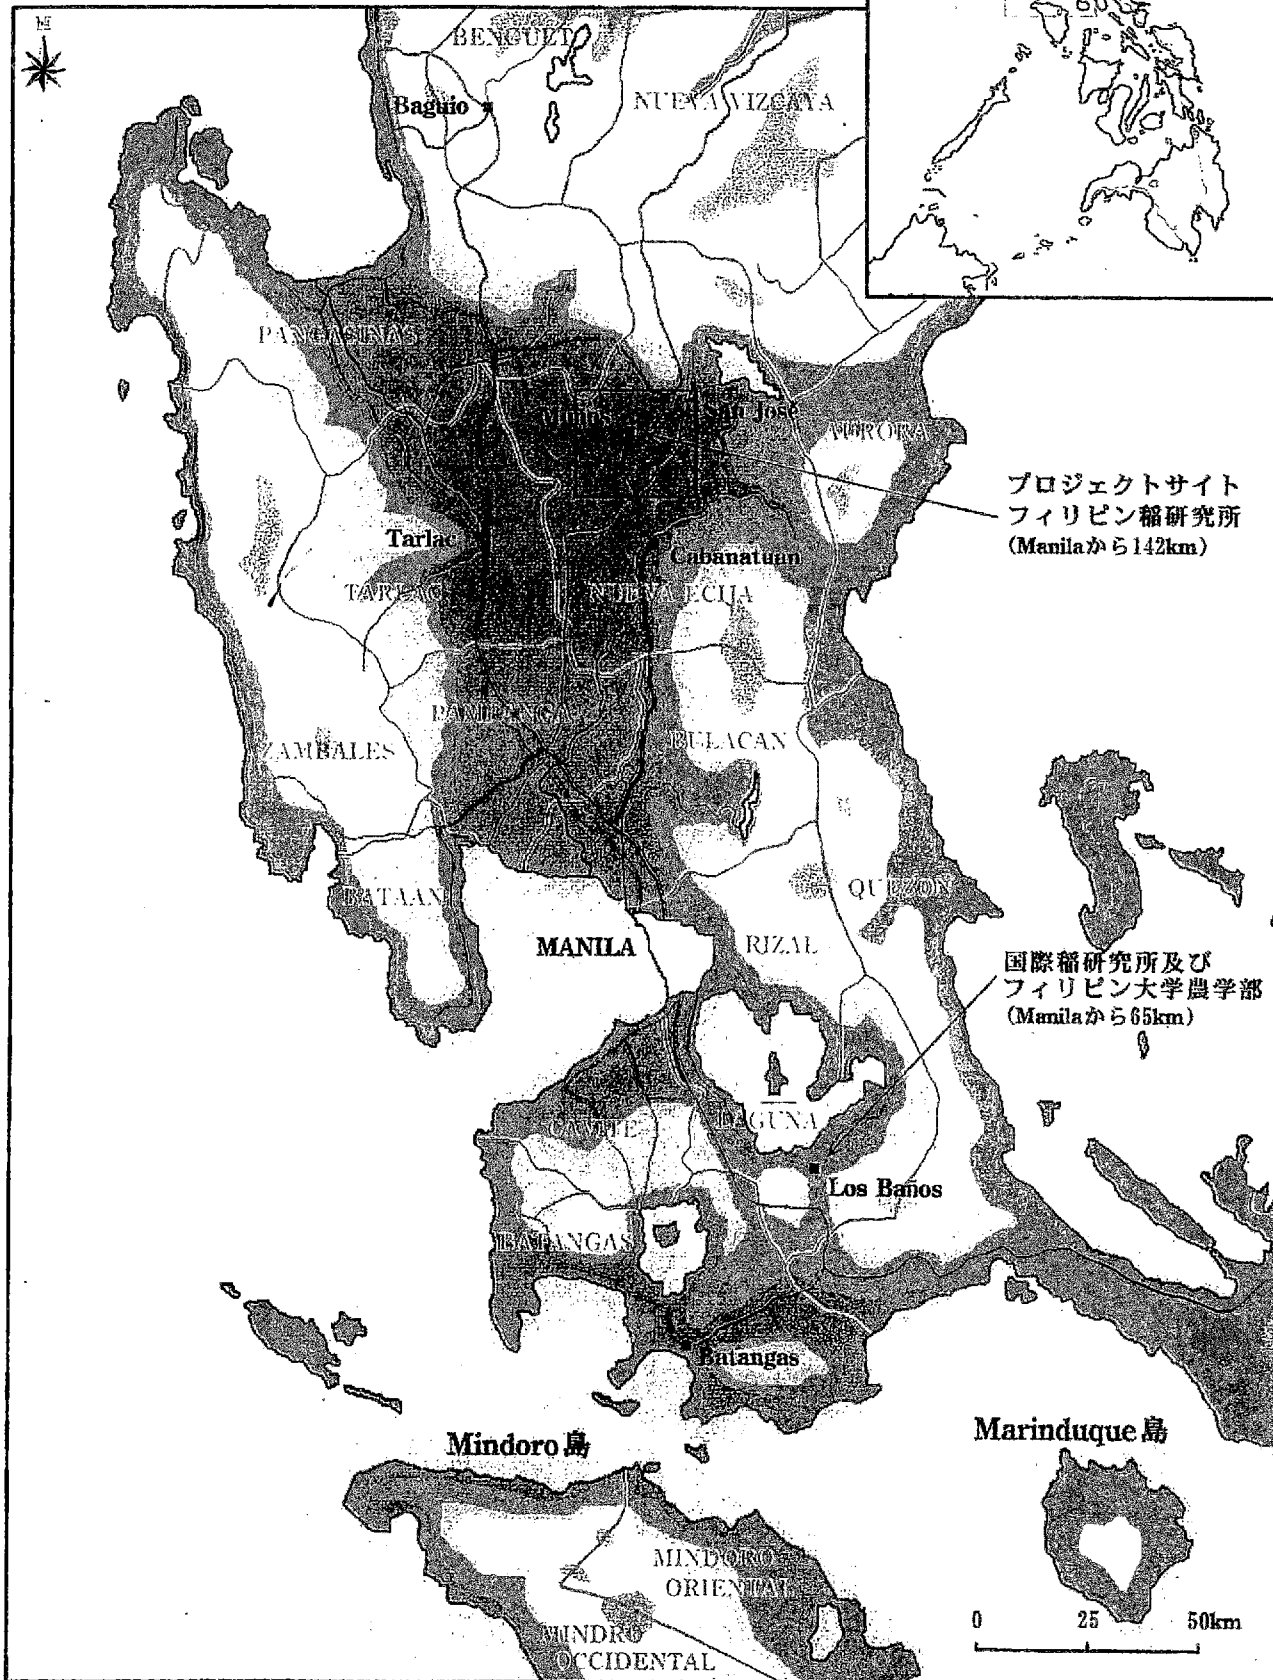 N
BENGUET
Baguio
NUEVA VIZCAYA
PANGASINAS
Muños
San Jose
AURORA
プロジェクトサイト
フィリピン稲研究所
(Manilaから142km)
Tarlac
Cabanatuan
TARLAC
NUEVA ECIJA
PAMPANGA
BULACAN
ZAMBALES
BATAAN
QUEZON
MANILA
RIZAL
国際稲研究所及び
フィリピン大学農学部
(Manilaから65km)
CAVITE
LAGUNA
Los Baños
BATANGAS
Batangas
Mindoro島
Marinduque島
MINDORO
ORIENTAL
MINDRO
OCCIDENTAL
0 25 50km